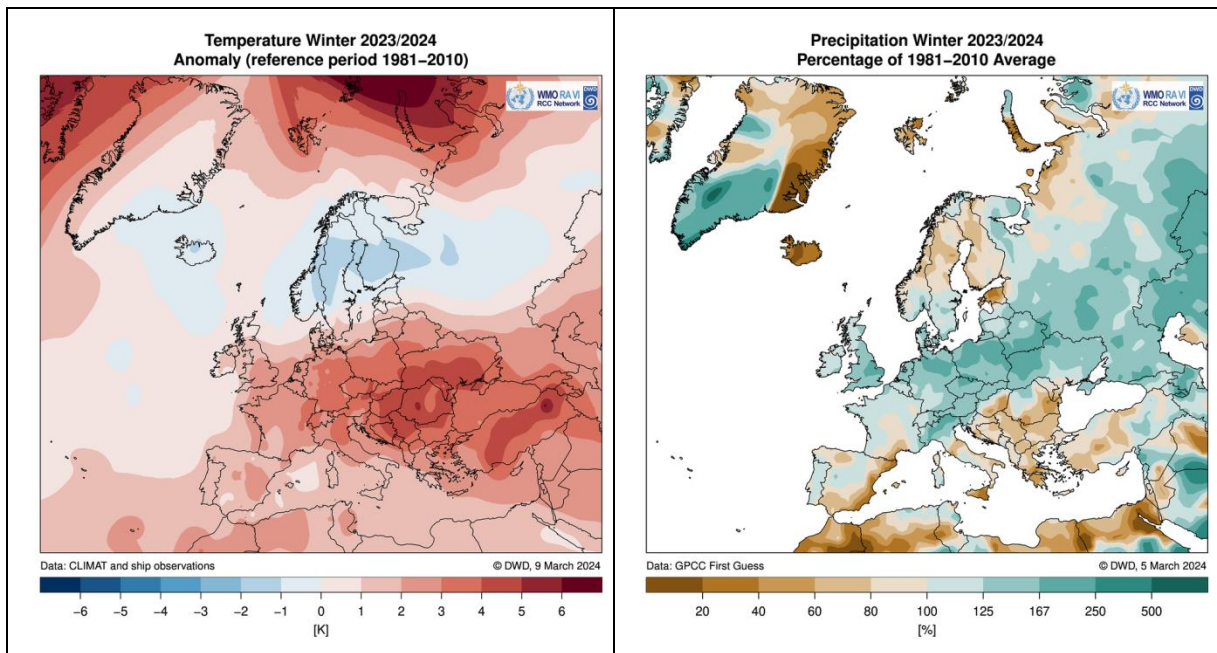 Temperature Winter 2023/2024
Anomaly (reference period 1981−2010)
WMO RA VI
RCC Network
DWD
Data: CLIMAT and ship observations
© DWD, 9 March 2024
−6 −5 −4 −3 −2 −1 0 1 2 3 4 5 6
[K]
Precipitation Winter 2023/2024
Percentage of 1981−2010 Average
WMO RA VI
RCC Network
DWD
Data: GPCC First Guess
© DWD, 5 March 2024
20 40 60 80 100 125 167 250 500
[%]